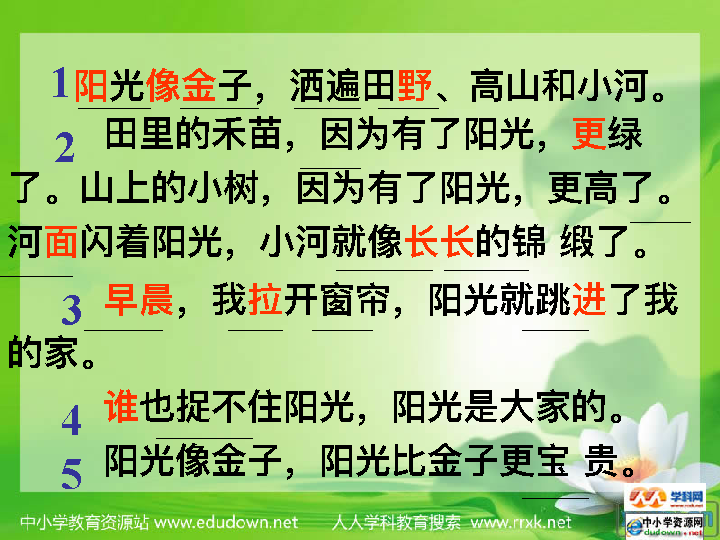 1阳光像金子，洒遍田野、高山和小河。
2 田里的禾苗，因为有了阳光，更绿
了。山上的小树，因为有了阳光，更高了。
河面闪着阳光，小河就像长长的锦 缎了。
3 早晨，我拉开窗帘，阳光就跳进了我
的家。
4 谁也捉不住阳光，阳光是大家的。
5 阳光像金子，阳光比金子更宝 贵。
学科网
www.rrxk.net
中小学资源网
edudown.net
中小学教育资源站 www.edudown.net 人人学科教育搜索 www.rrxk.net